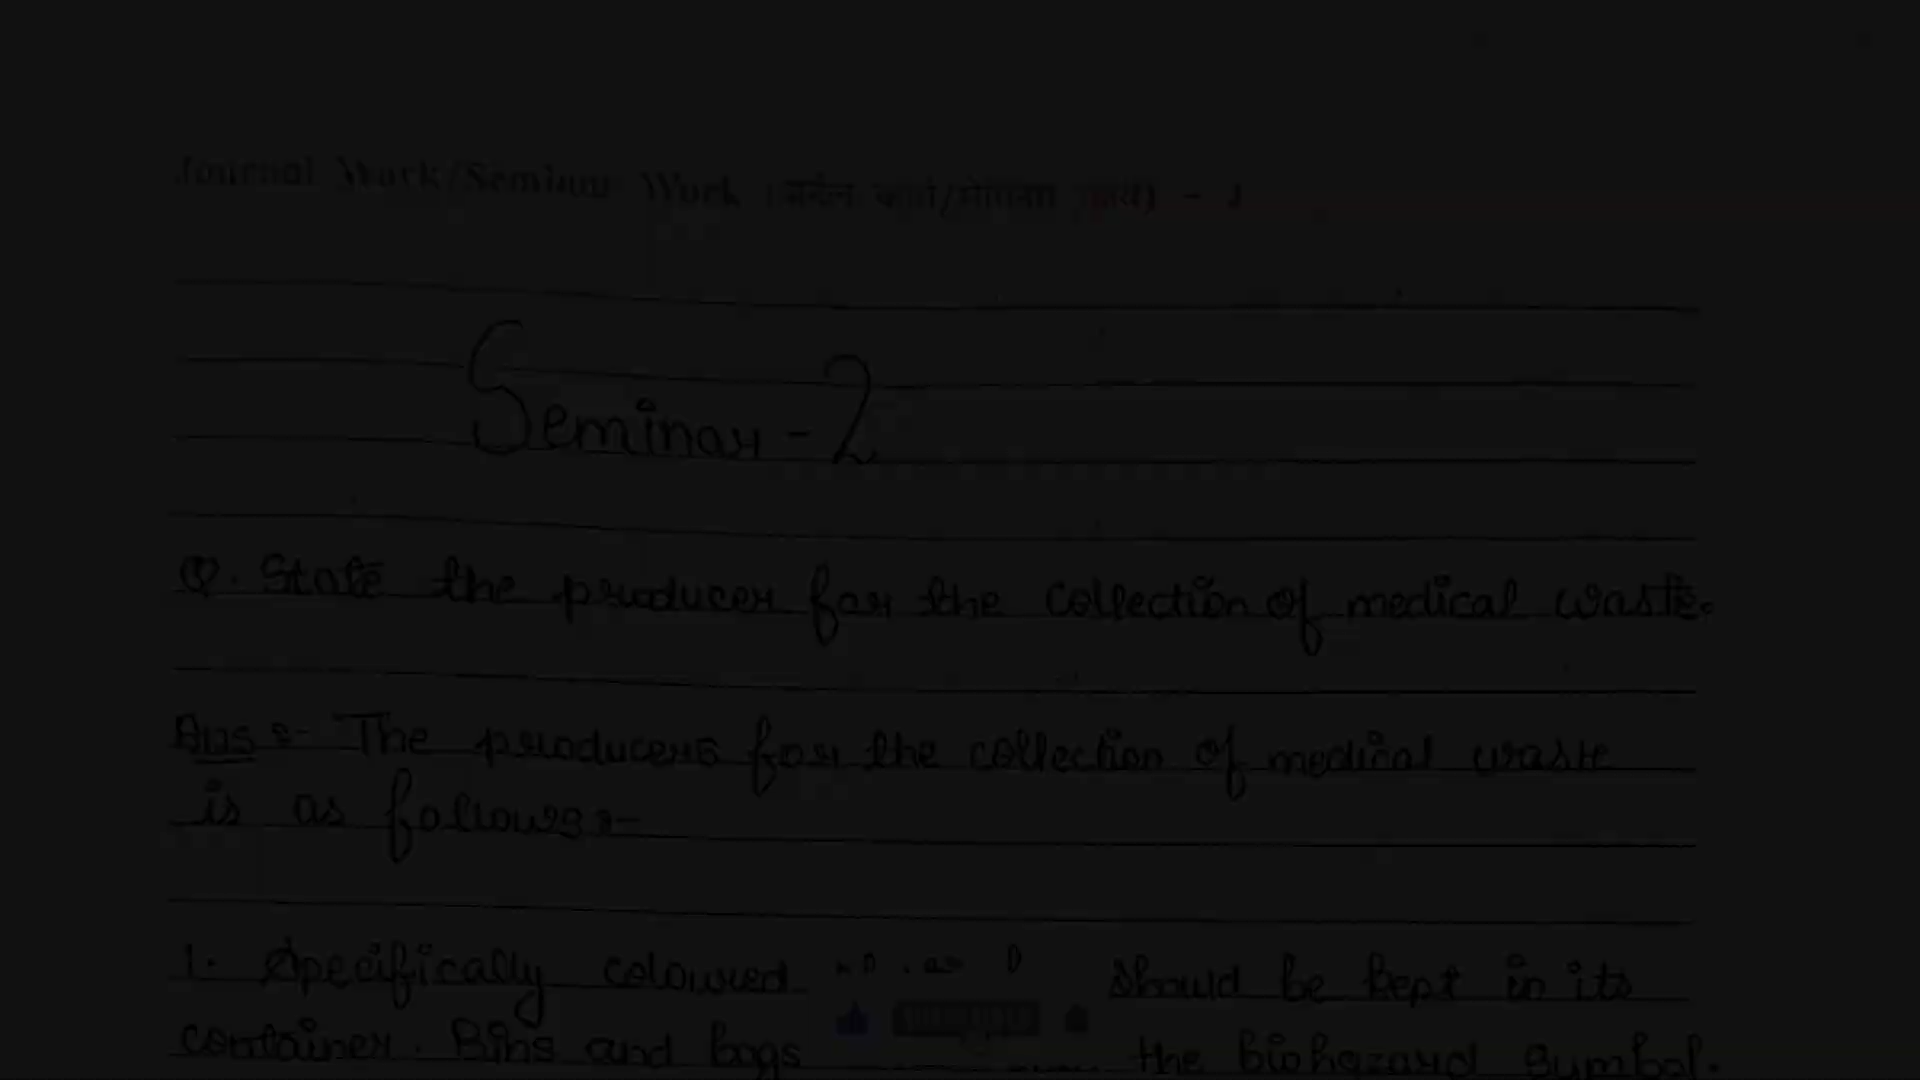 Journal Work/Seminar Work (जर्नल कार्य/सेमिनार कार्य) -
Seminar - 2
Q. State the producer for the collection of medical waste.
Ans :- The producers for the collection of medical waste
is as follows :-
1. Specifically coloured should be kept in its
container. Bins and bags the biohazard symbol.